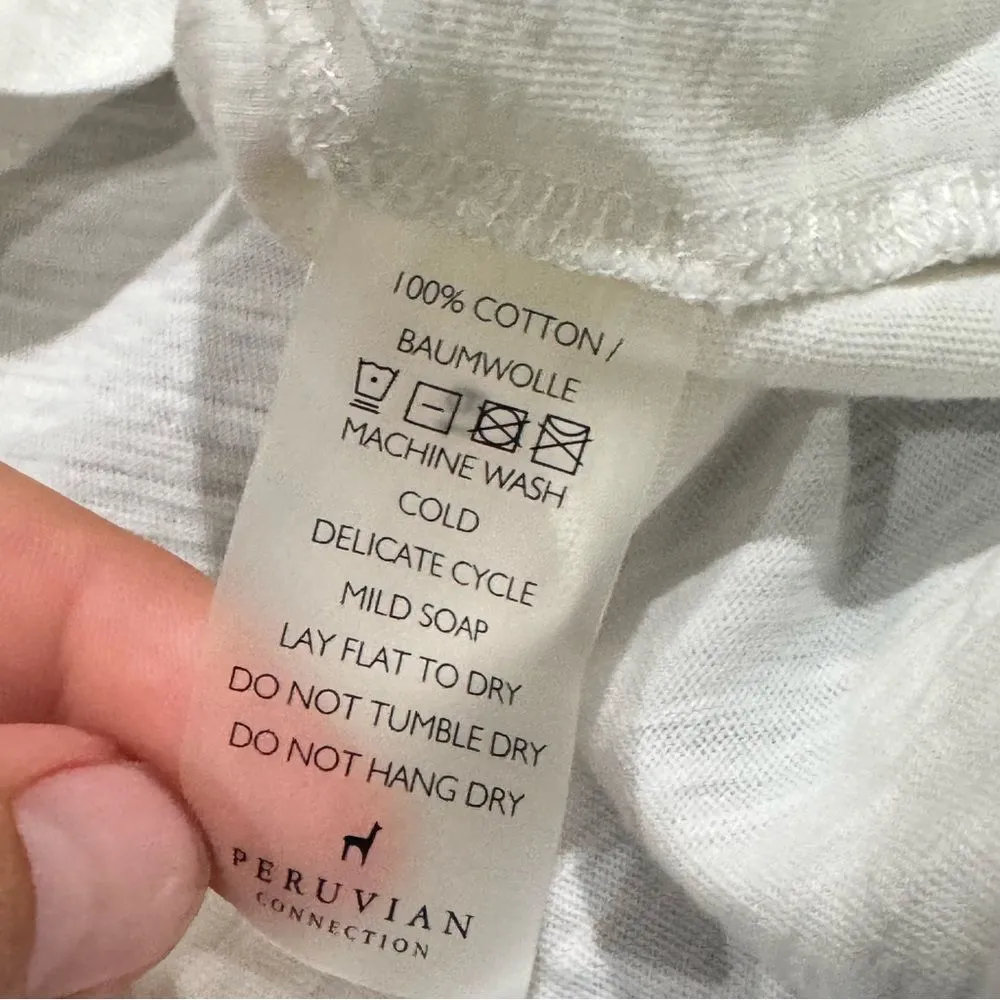 100% COTTON /
BAUMWOLLE
MACHINE WASH
COLD
DELICATE CYCLE
MILD SOAP
LAY FLAT TO DRY
DO NOT TUMBLE DRY
DO NOT HANG DRY
PERUVIAN
CONNECTION